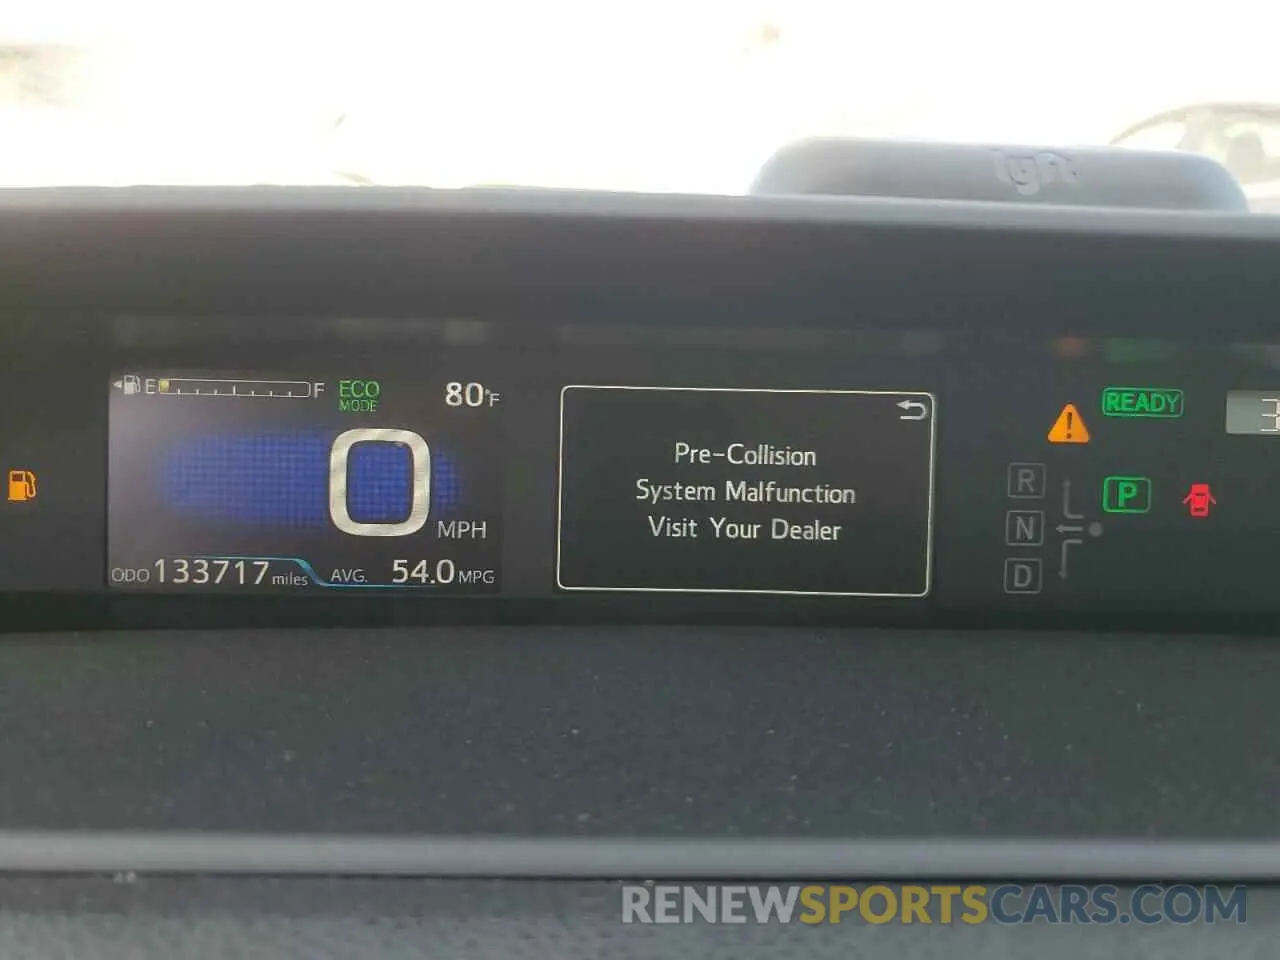 lyft
E F ECO MODE 80°F
0 MPH
ODO 133717 miles AVG. 54.0 MPG
Pre-Collision
System Malfunction
Visit Your Dealer
READY
R
N
D
P
RENEWSPORTSCARS.COM